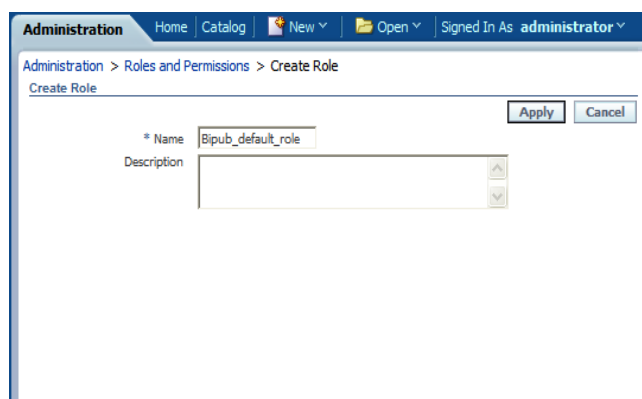 Administration Home Catalog New Open Signed In As administrator
Administration > Roles and Permissions > Create Role
Create Role
Apply Cancel
* Name Bipub_default_role
Description